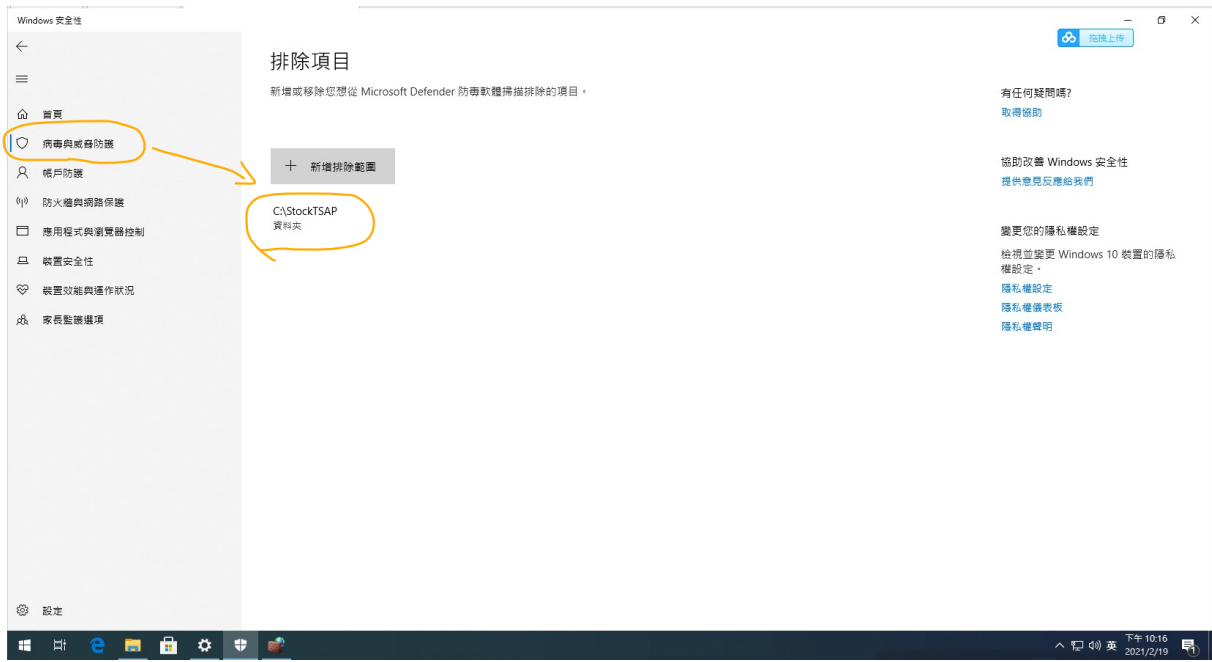 Windows 安全性
拖拽上传
排除項目
新增或移除您想從 Microsoft Defender 防毒軟體掃描排除的項目。
首頁
病毒與威脅防護
帳戶防護
防火牆與網路保護
應用程式與瀏覽器控制
裝置安全性
裝置效能與運作狀況
家長監護選項
設定
新增排除範圍
C:\StockTSAP
資料夾
有任何疑問嗎?
取得協助
協助改善 Windows 安全性
提供意見反應給我們
變更您的隱私權設定
檢視並變更 Windows 10 裝置的隱私
權設定。
隱私權設定
隱私權儀表板
隱私權聲明
英
下午 10:16
2021/2/19
1